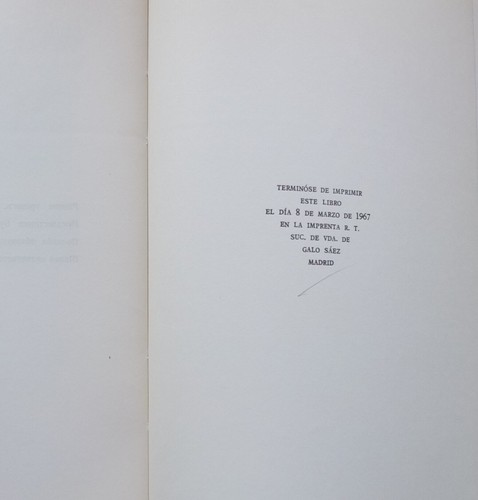 TERMINÓSE DE IMPRIMIR
ESTE LIBRO
EL DÍA 8 DE MARZO DE 1967
EN LA IMPRENTA R. T.
SUC. DE VDA. DE
GALO SÁEZ
MADRID